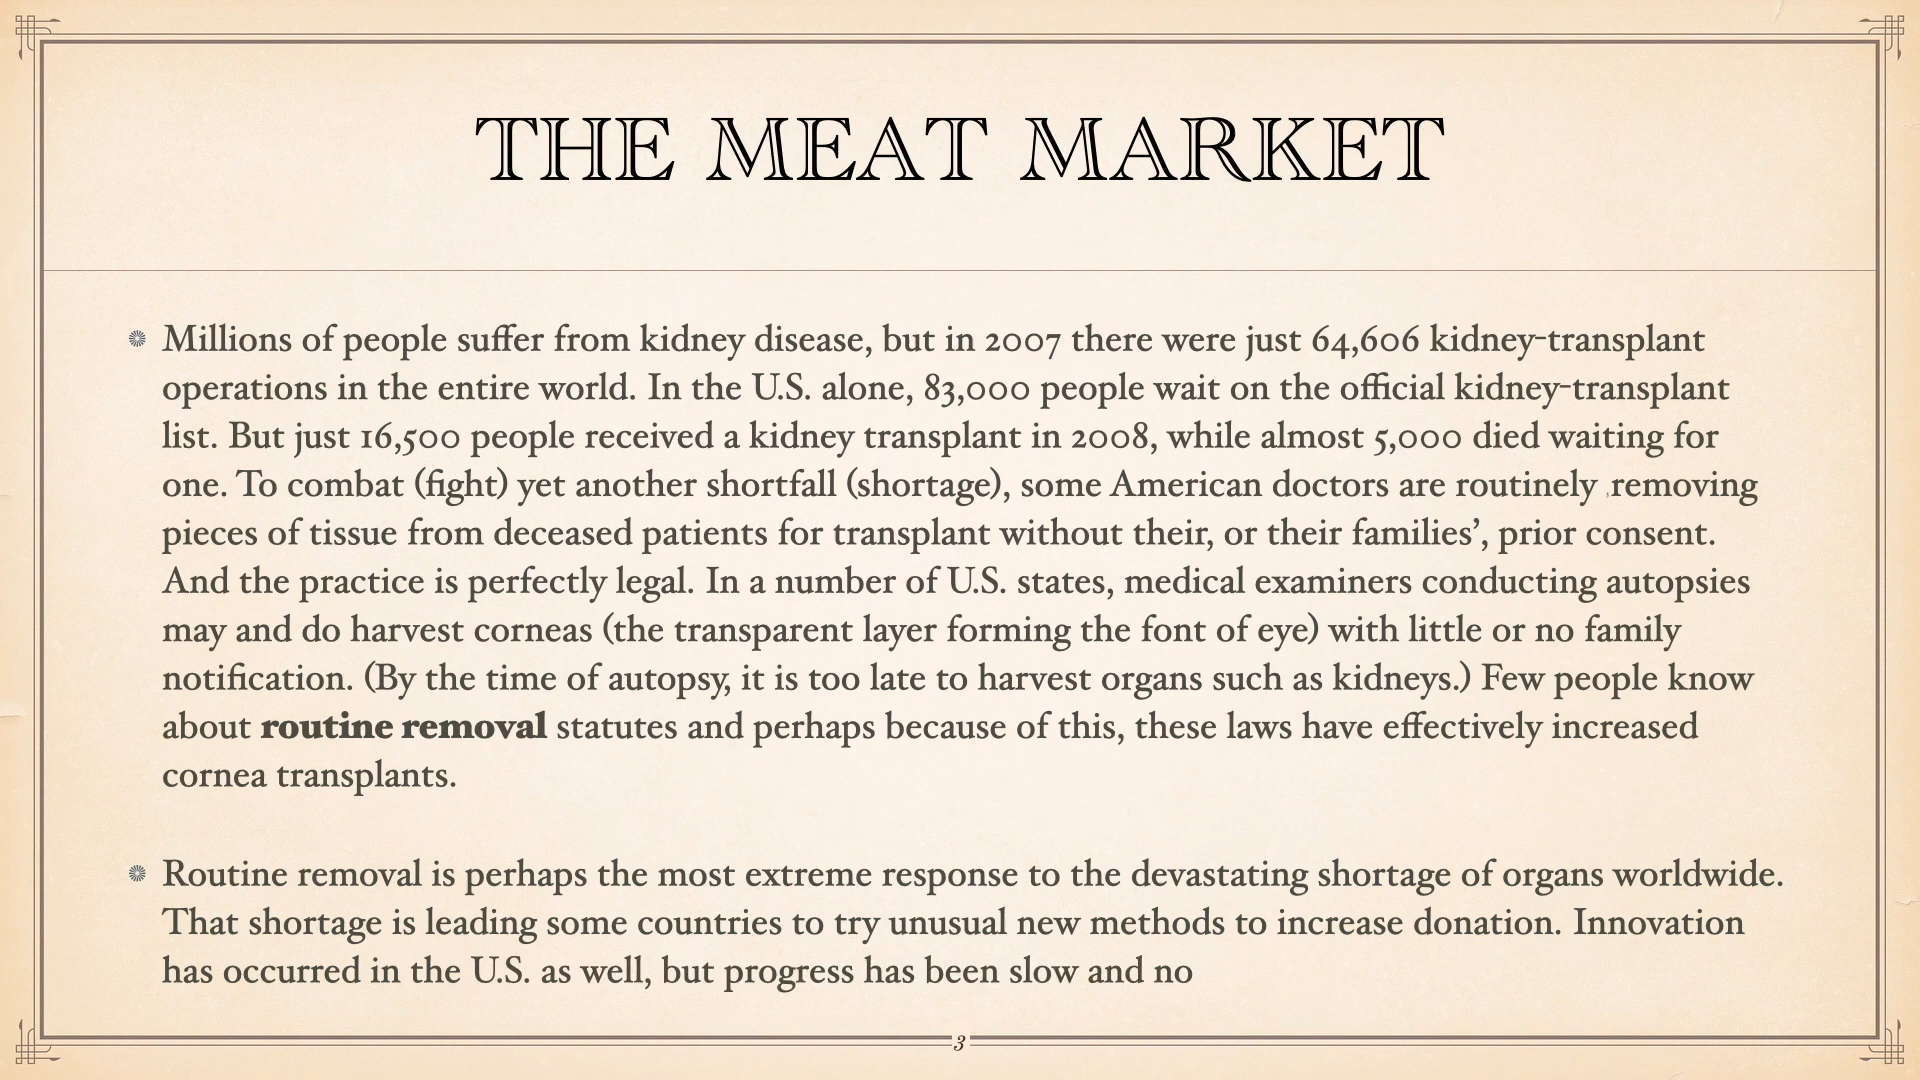 THE MEAT MARKET
Millions of people suffer from kidney disease, but in 2007 there were just 64,606 kidney-transplant
operations in the entire world. In the U.S. alone, 83,000 people wait on the official kidney-transplant
list. But just 16,500 people received a kidney transplant in 2008, while almost 5,000 died waiting for
one. To combat (fight) yet another shortfall (shortage), some American doctors are routinely ,removing
pieces of tissue from deceased patients for transplant without their, or their families’, prior consent.
And the practice is perfectly legal. In a number of U.S. states, medical examiners conducting autopsies
may and do harvest corneas (the transparent layer forming the font of eye) with little or no family
notification. (By the time of autopsy, it is too late to harvest organs such as kidneys.) Few people know
about routine removal statutes and perhaps because of this, these laws have effectively increased
cornea transplants.
Routine removal is perhaps the most extreme response to the devastating shortage of organs worldwide.
That shortage is leading some countries to try unusual new methods to increase donation. Innovation
has occurred in the U.S. as well, but progress has been slow and no
3